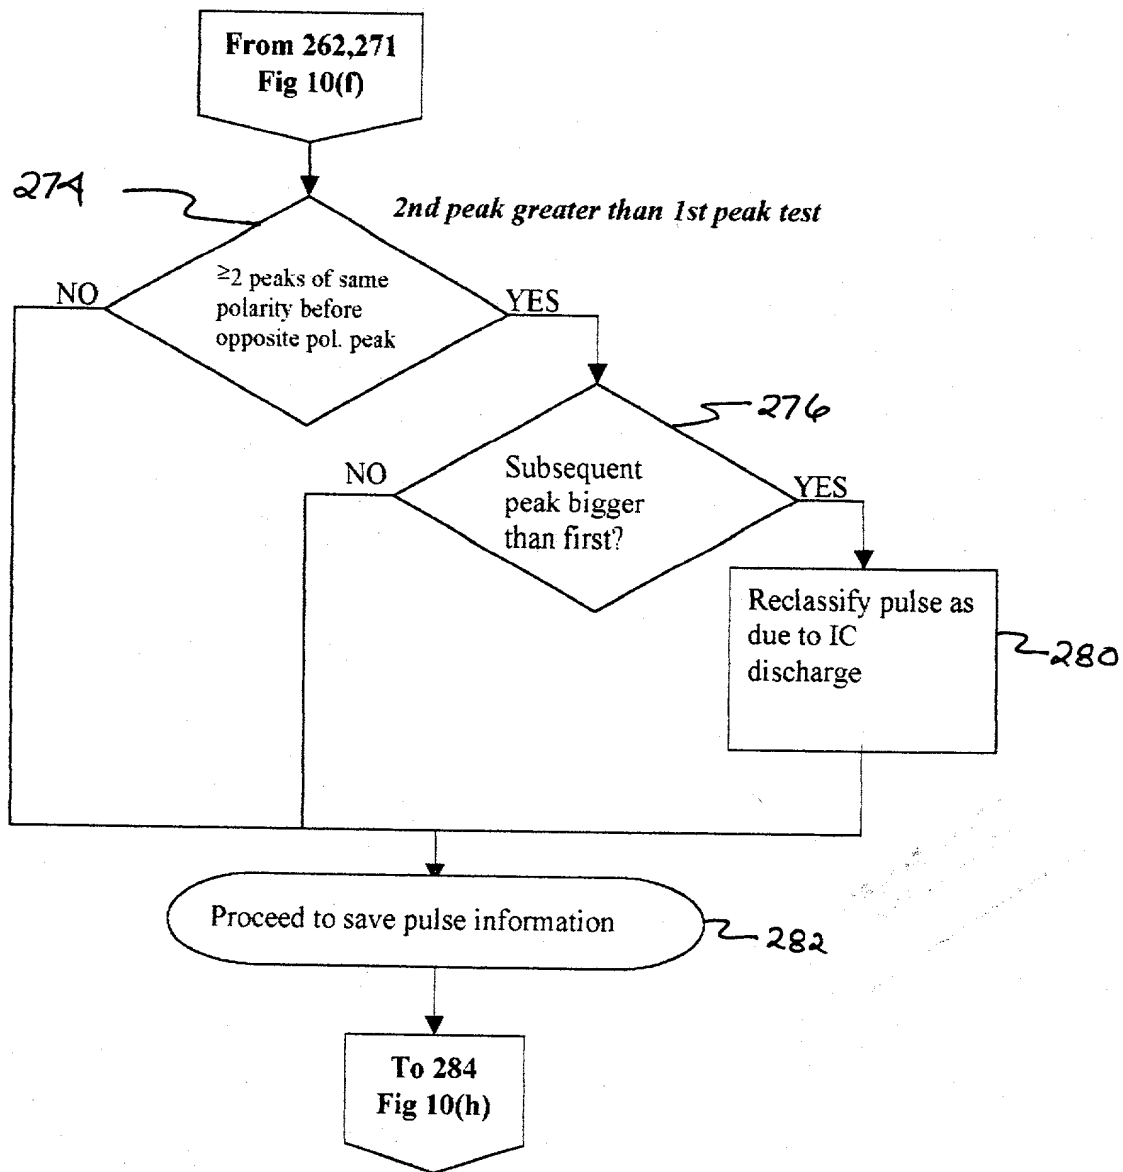 From 262,271
Fig 10(f)
274
2nd peak greater than 1st peak test
≥2 peaks of same
polarity before
opposite pol. peak
NO
YES
276
Subsequent
peak bigger
than first?
NO
YES
Reclassify pulse as
due to IC
discharge
280
Proceed to save pulse information
282
To 284
Fig 10(h)